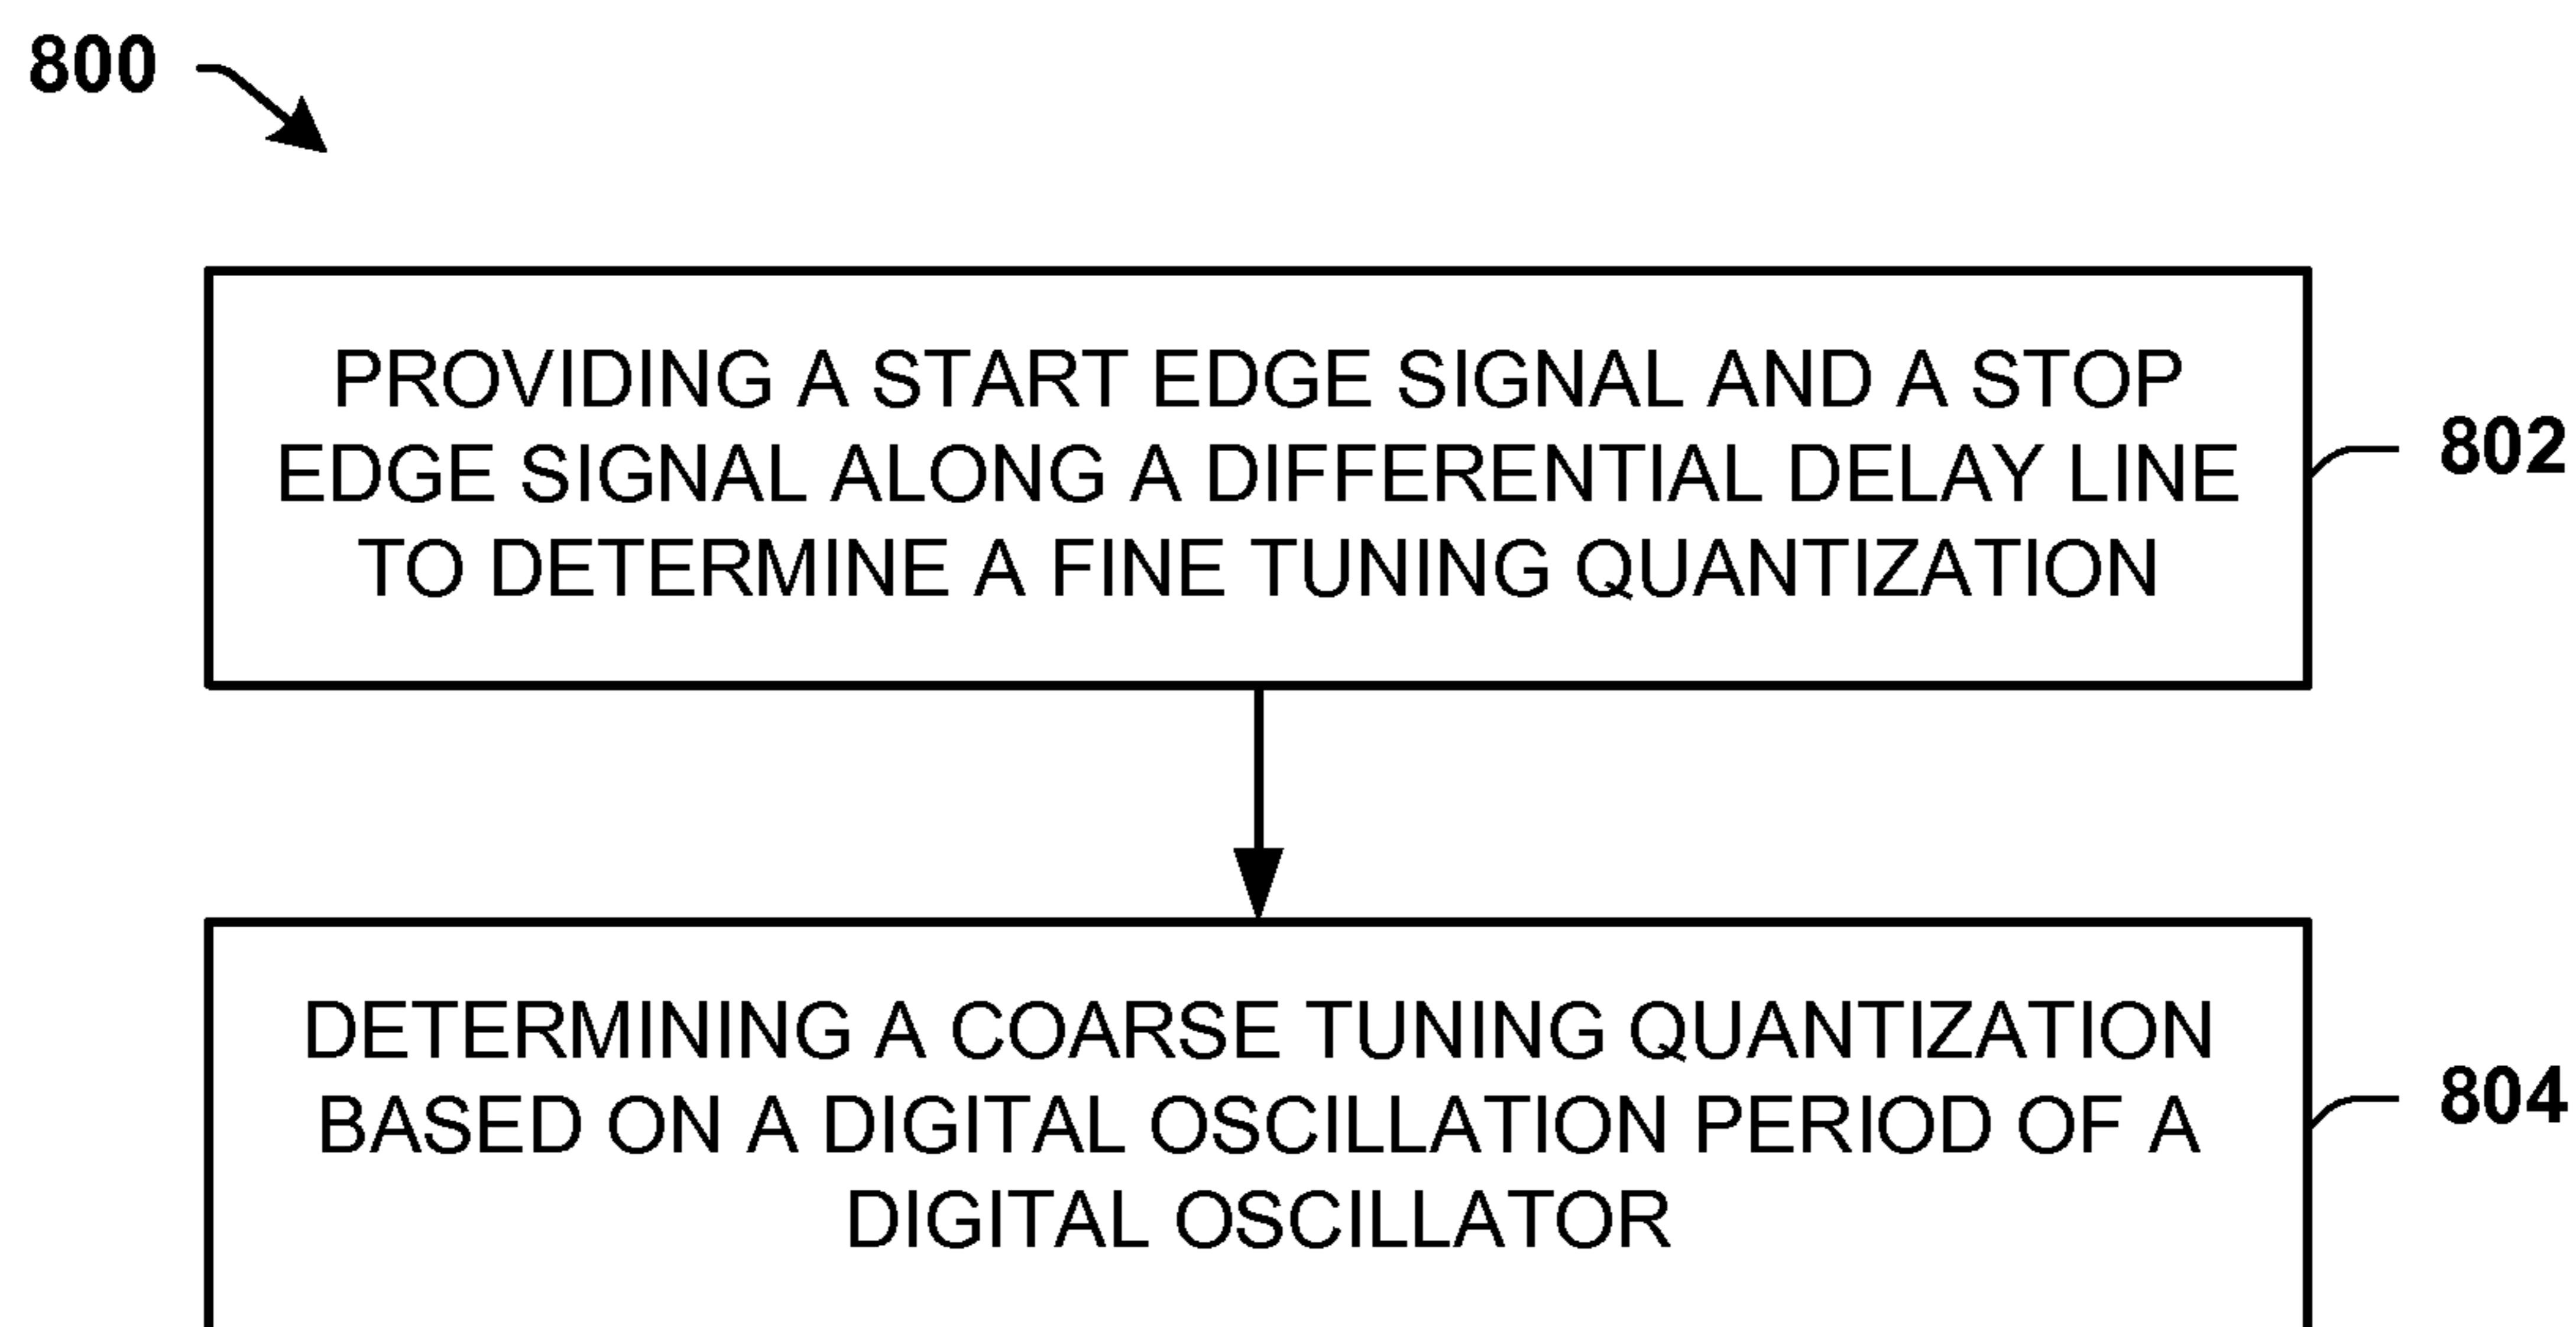 800
PROVIDING A START EDGE SIGNAL AND A STOP
EDGE SIGNAL ALONG A DIFFERENTIAL DELAY LINE
TO DETERMINE A FINE TUNING QUANTIZATION
802
DETERMINING A COARSE TUNING QUANTIZATION
BASED ON A DIGITAL OSCILLATION PERIOD OF A
DIGITAL OSCILLATOR
804